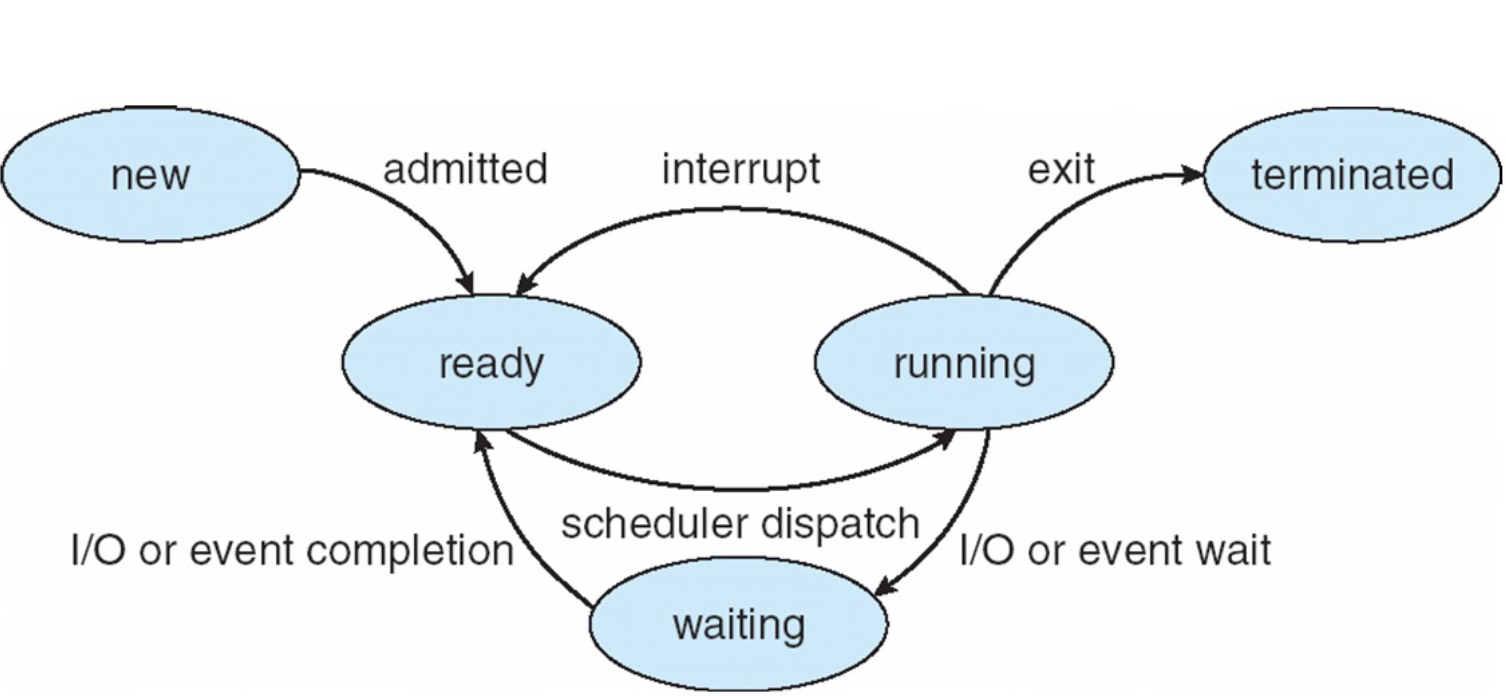 new
admitted
interrupt
exit
terminated
ready
running
scheduler dispatch
I/O or event completion
I/O or event wait
waiting